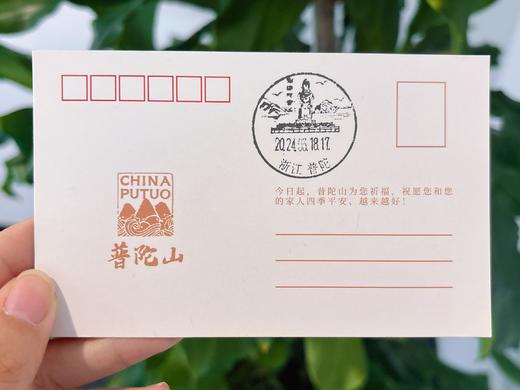 2024.03.18.17
浙江 普陀
今日起，普陀山为您祈福，祝愿您和您
的家人四季平安、越来越好！
CHINA
PUTUO
普陀山